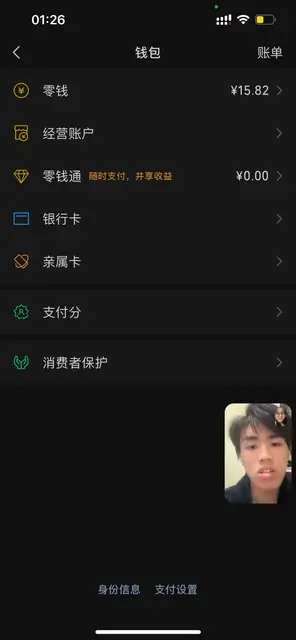 01:26
钱包
账单
零钱
¥15.82
经营账户
零钱通 随时支付，并享收益
¥0.00
银行卡
亲属卡
支付分
消费者保护
身份信息 支付设置